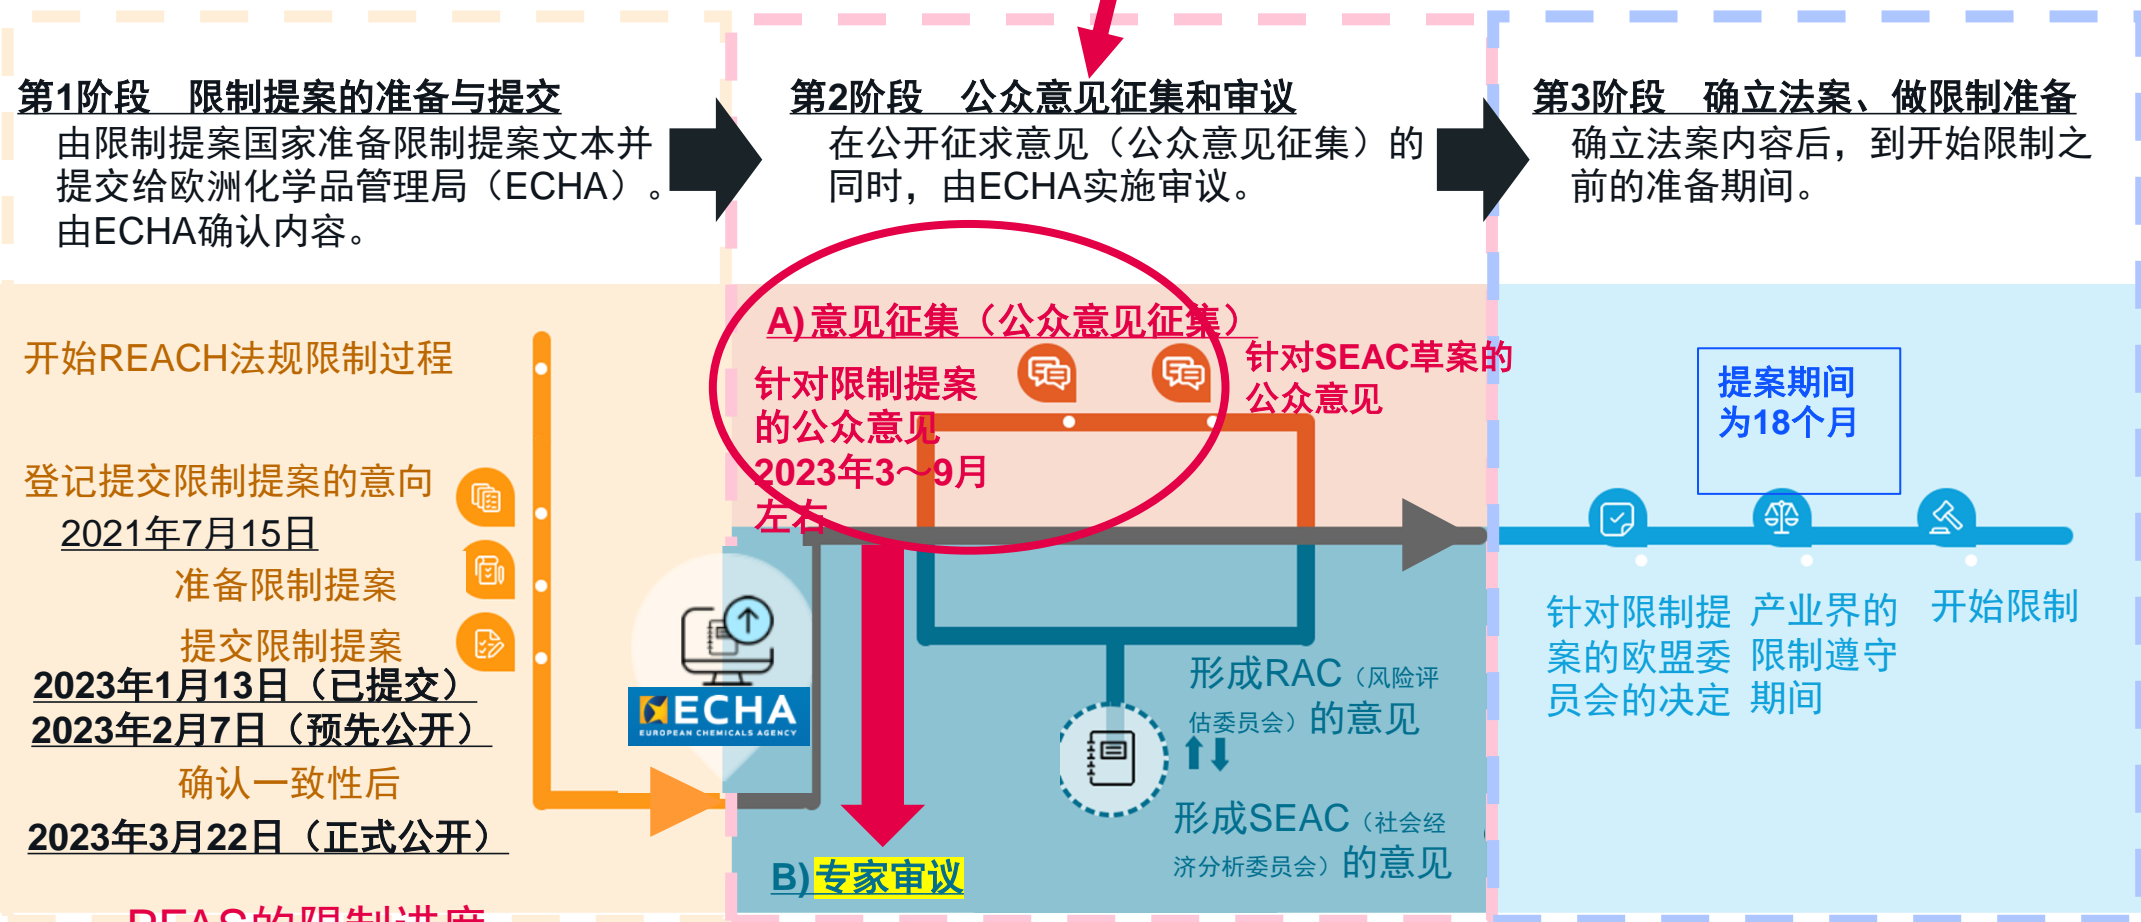 第1阶段　限制提案的准备与提交
由限制提案国家准备限制提案文本并
提交给欧洲化学品管理局（ECHA）。
由ECHA确认内容。
开始REACH法规限制过程
登记提交限制提案的意向
2021年7月15日
准备限制提案
提交限制提案
2023年1月13日（已提交）
2023年2月7日（预先公开）
确认一致性后
2023年3月22日（正式公开）
PFAS的限制进度
ECHA
EUROPEAN CHEMICALS AGENCY
第2阶段　公众意见征集和审议
在公开征求意见（公众意见征集）的
同时，由ECHA实施审议。
A)意见征集（公众意见征集）
针对限制提案
的公众意见
2023年3～9月
左右
针对SEAC草案的
公众意见
形成RAC（风险评
估委员会）的意见
形成SEAC（社会经
济分析委员会）的意见
B)专家审议
第3阶段　确立法案、做限制准备
确立法案内容后，到开始限制之
前的准备期间。
提案期间
为18个月
针对限制提
案的欧盟委
员会的决定
产业界的
限制遵守
期间
开始限制